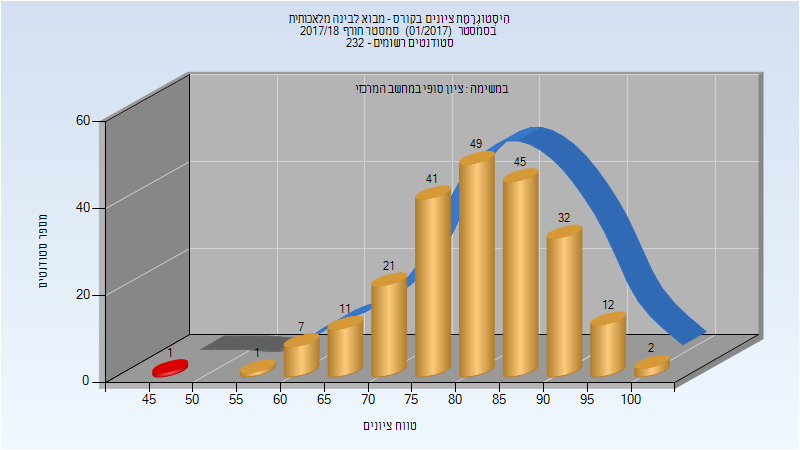 היסטוגרמת ציונים בקורס - מבוא לבינה מלאכותית
בסמסטר (01/2017) סמסטר חורף 2017/18
סטודנטים רשומים - 232
במשימה : ציון סופי במחשב המרכזי
מספר סטודנטים
60
40
20
0
1
1
7
11
21
41
49
45
32
12
2
45 50 55 60 65 70 75 80 85 90 95 100
טווח ציונים